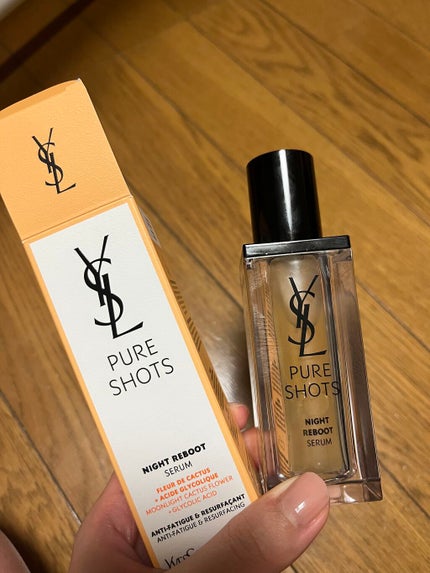 YSL
YSL
PURE
SHOTS
NIGHT REBOOT
SERUM
FLEUR DE CACTUS
+ ACIDE GLYCOLIQUE
MOONLIGHT CACTUS FLOWER
+ GLYCOLIC ACID
ANTI-FATIGUE & RESURFAÇANT
ANTI-FATIGUE & RESURFACING
YSL
PURE
SHOTS
NIGHT
REBOOT
SERUM